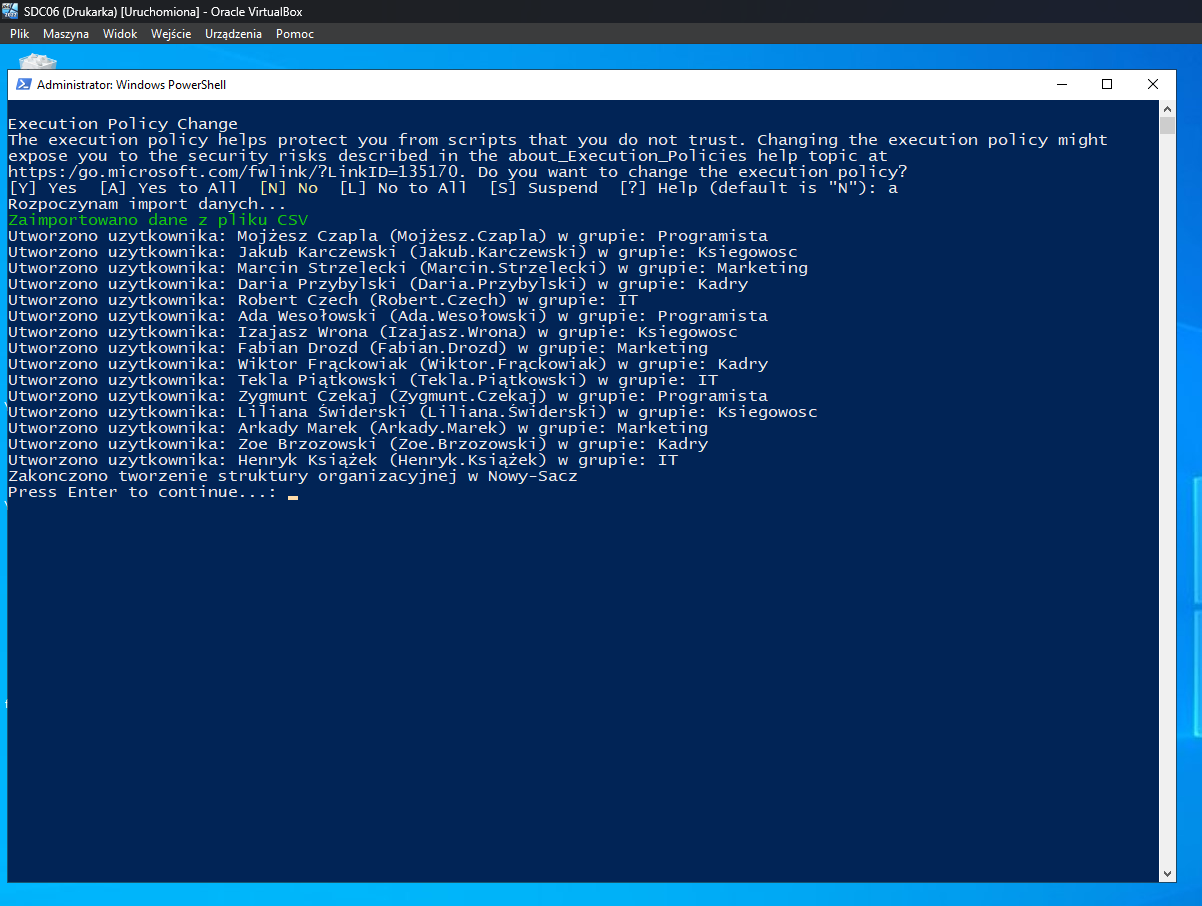 SDC06 (Drukarka) [Uruchomiona] - Oracle VirtualBox
Plik Maszyna Widok Wejście Urządzenia Pomoc
Administrator: Windows PowerShell
Execution Policy Change
The execution policy helps protect you from scripts that you do not trust. Changing the execution policy might
expose you to the security risks described in the about_Execution_Policies help topic at
https:/go.microsoft.com/fwlink/?LinkID=135170. Do you want to change the execution policy?
[Y] Yes  [A] Yes to All  [N] No  [L] No to All  [S] Suspend  [?] Help (default is "N"): a
Rozpoczynam import danych...
Zaimportowano dane z pliku CSV
Utworzono uzytkownika: Mojżesz Czapla (Mojżesz.Czapla) w grupie: Programista
Utworzono uzytkownika: Jakub Karczewski (Jakub.Karczewski) w grupie: Ksiegowosc
Utworzono uzytkownika: Marcin Strzelecki (Marcin.Strzelecki) w grupie: Marketing
Utworzono uzytkownika: Daria Przybylski (Daria.Przybylski) w grupie: Kadry
Utworzono uzytkownika: Robert Czech (Robert.Czech) w grupie: IT
Utworzono uzytkownika: Ada Wesołowski (Ada.Wesołowski) w grupie: Programista
Utworzono uzytkownika: Izajasz Wrona (Izajasz.Wrona) w grupie: Ksiegowosc
Utworzono uzytkownika: Fabian Drozd (Fabian.Drozd) w grupie: Marketing
Utworzono uzytkownika: Wiktor Frąckowiak (Wiktor.Frąckowiak) w grupie: Kadry
Utworzono uzytkownika: Tekla Piątkowski (Tekla.Piątkowski) w grupie: IT
Utworzono uzytkownika: Zygmunt Czekaj (Zygmunt.Czekaj) w grupie: Programista
Utworzono uzytkownika: Liliana Świderski (Liliana.Świderski) w grupie: Ksiegowosc
Utworzono uzytkownika: Arkady Marek (Arkady.Marek) w grupie: Marketing
Utworzono uzytkownika: Zoe Brzozowski (Zoe.Brzozowski) w grupie: Kadry
Utworzono uzytkownika: Henryk Książek (Henryk.Książek) w grupie: IT
Zakonczono tworzenie struktury organizacyjnej w Nowy-Sacz
Press Enter to continue...: